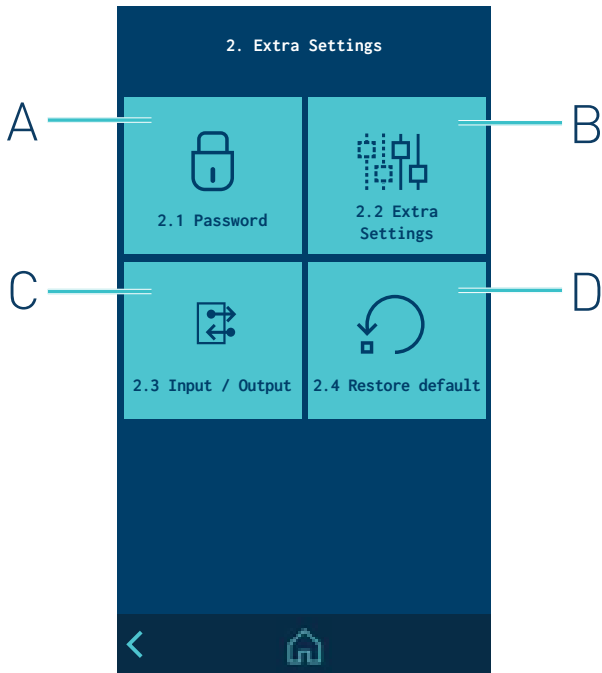 2. Extra Settings
A
B
2.1 Password
2.2 Extra
Settings
C
D
2.3 Input / Output
2.4 Restore default